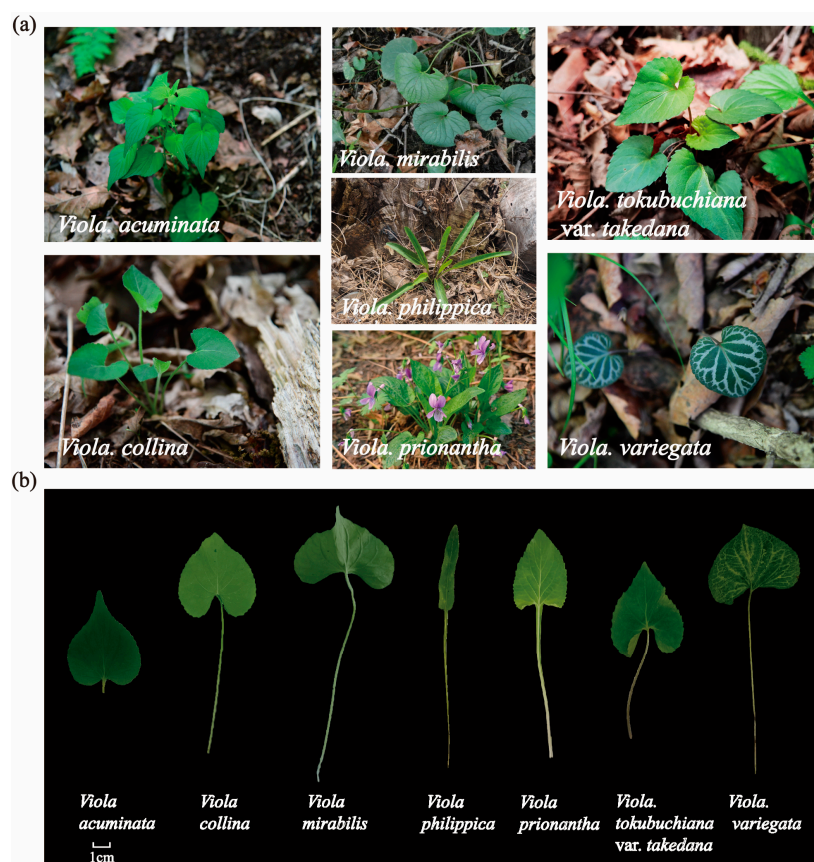 (a)
Viola. acuminata
Viola. mirabilis
Viola. tokubuchiana
var. takedana
Viola. philippica
Viola. collina
Viola. prionantha
Viola. variegata
(b)
Viola
acuminata
Viola
collina
Viola
mirabilis
Viola
philippica
Viola
prionantha
Viola.
tokubuchiana
var. takedana
Viola.
variegata
1cm